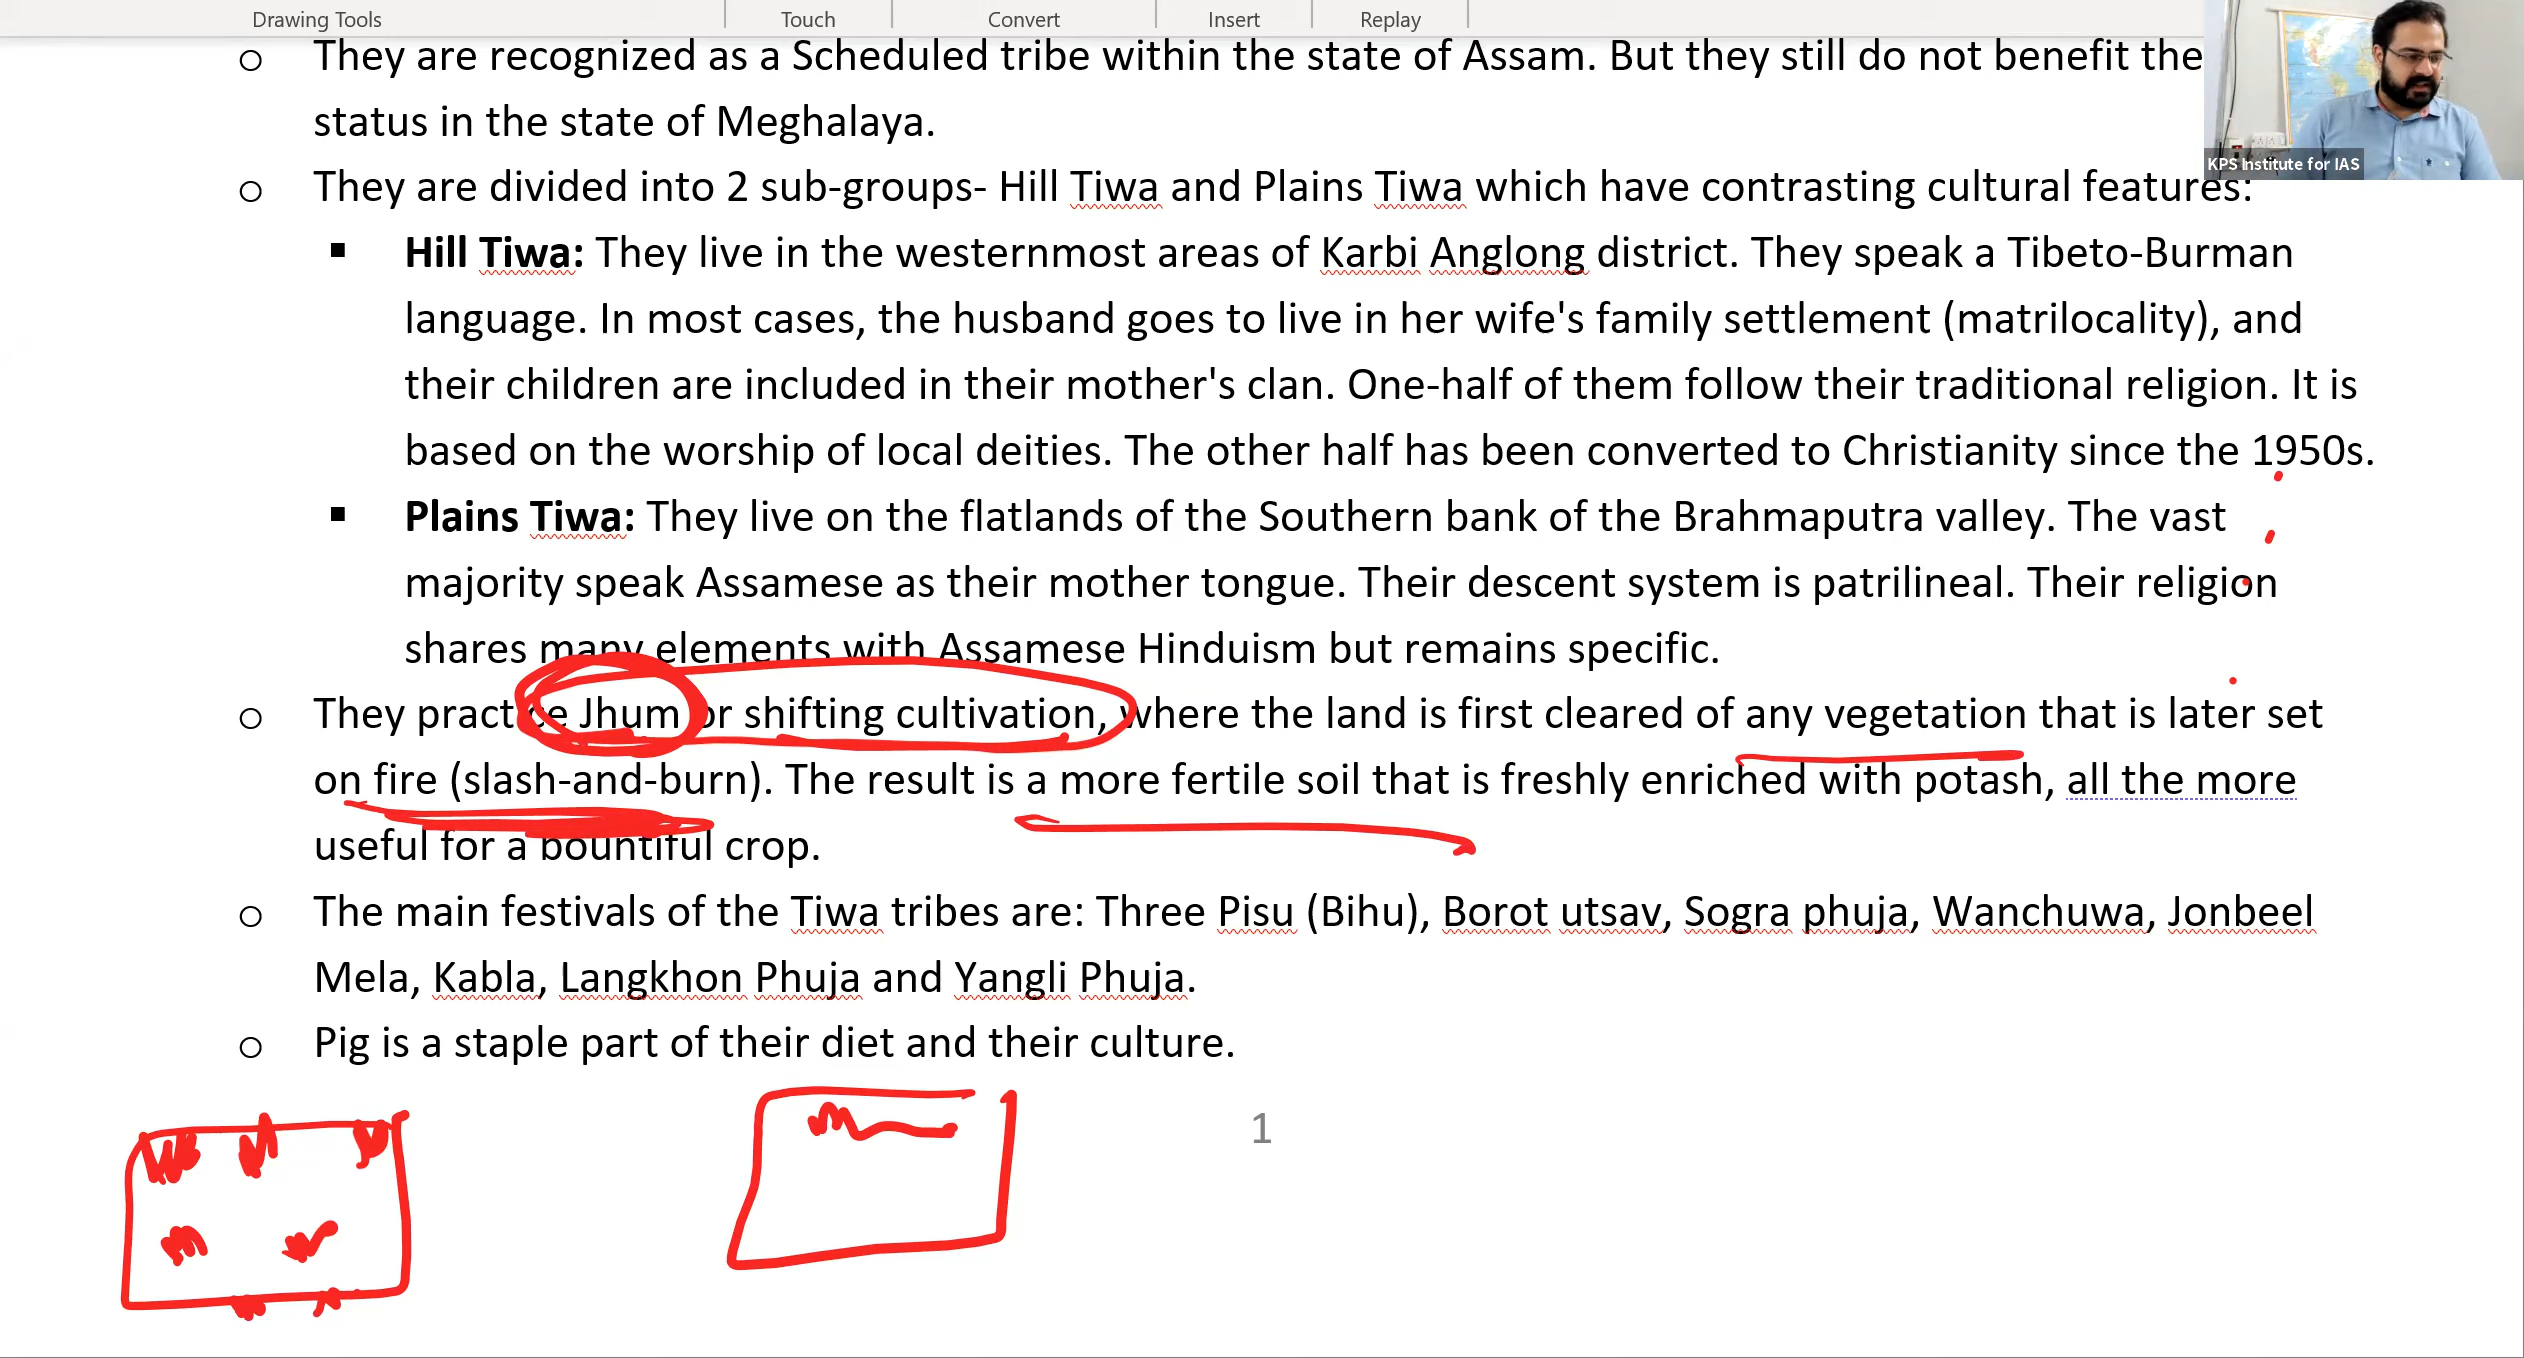 Drawing Tools Touch Convert Insert Replay
o They are recognized as a Scheduled tribe within the state of Assam. But they still do not benefit the
status in the state of Meghalaya.
KPS Institute for IAS
o They are divided into 2 sub-groups- Hill Tiwa and Plains Tiwa which have contrasting cultural features:
▪ Hill Tiwa: They live in the westernmost areas of Karbi Anglong district. They speak a Tibeto-Burman
language. In most cases, the husband goes to live in her wife's family settlement (matrilocality), and
their children are included in their mother's clan. One-half of them follow their traditional religion. It is
based on the worship of local deities. The other half has been converted to Christianity since the 1950s.
▪ Plains Tiwa: They live on the flatlands of the Southern bank of the Brahmaputra valley. The vast
majority speak Assamese as their mother tongue. Their descent system is patrilineal. Their religion
shares many elements with Assamese Hinduism but remains specific.
o They practice Jhum or shifting cultivation, where the land is first cleared of any vegetation that is later set
on fire (slash-and-burn). The result is a more fertile soil that is freshly enriched with potash, all the more
useful for a bountiful crop.
o The main festivals of the Tiwa tribes are: Three Pisu (Bihu), Borot utsav, Sogra phuja, Wanchuwa, Jonbeel
Mela, Kabla, Langkhon Phuja and Yangli Phuja.
o Pig is a staple part of their diet and their culture.
1